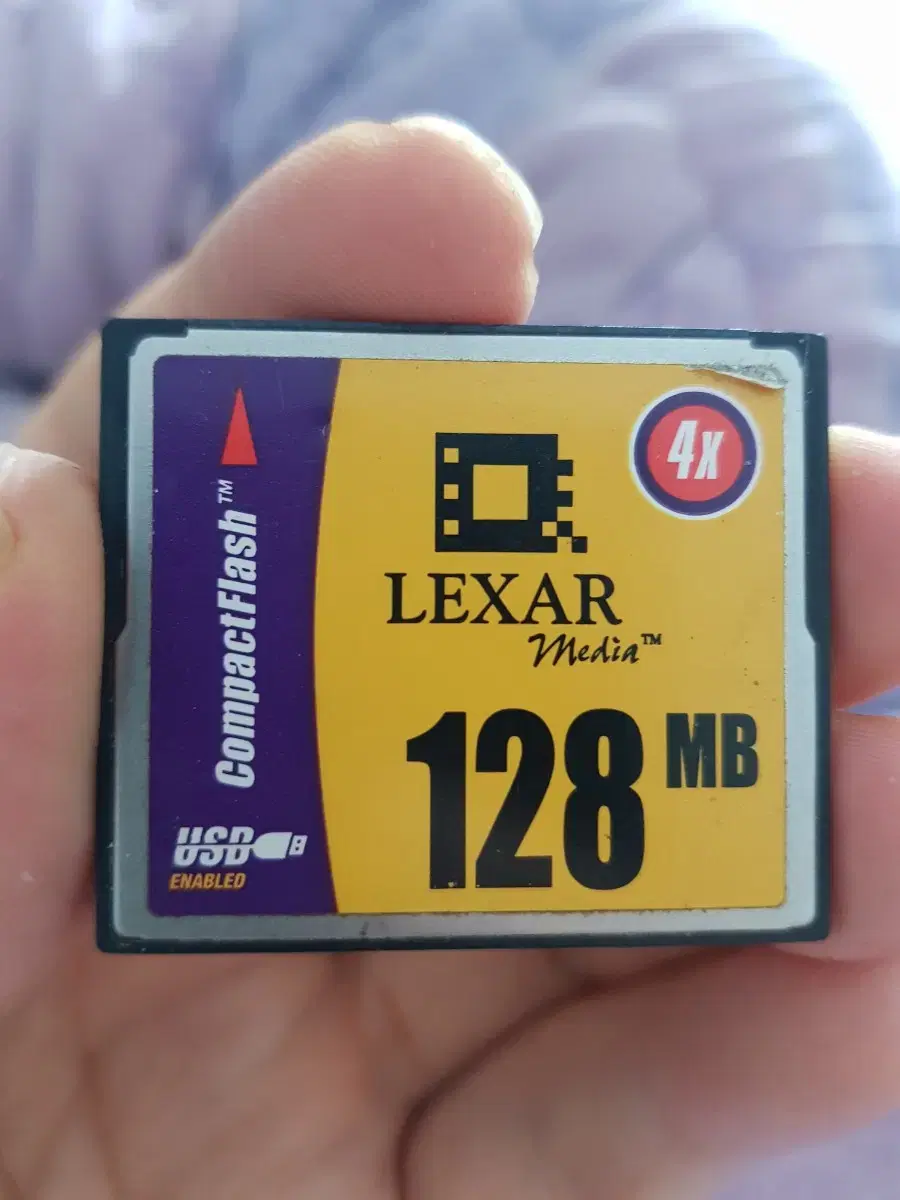 CompactFlash™
USB
ENABLED
4x
LEXAR
Media™
128 MB